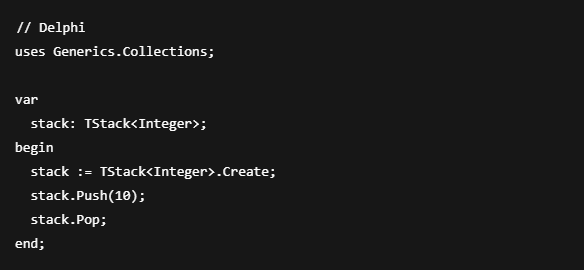 // Delphi
uses Generics.Collections;
var
stack: TStack<Integer>;
begin
stack := TStack<Integer>.Create;
stack.Push(10);
stack.Pop;
end;